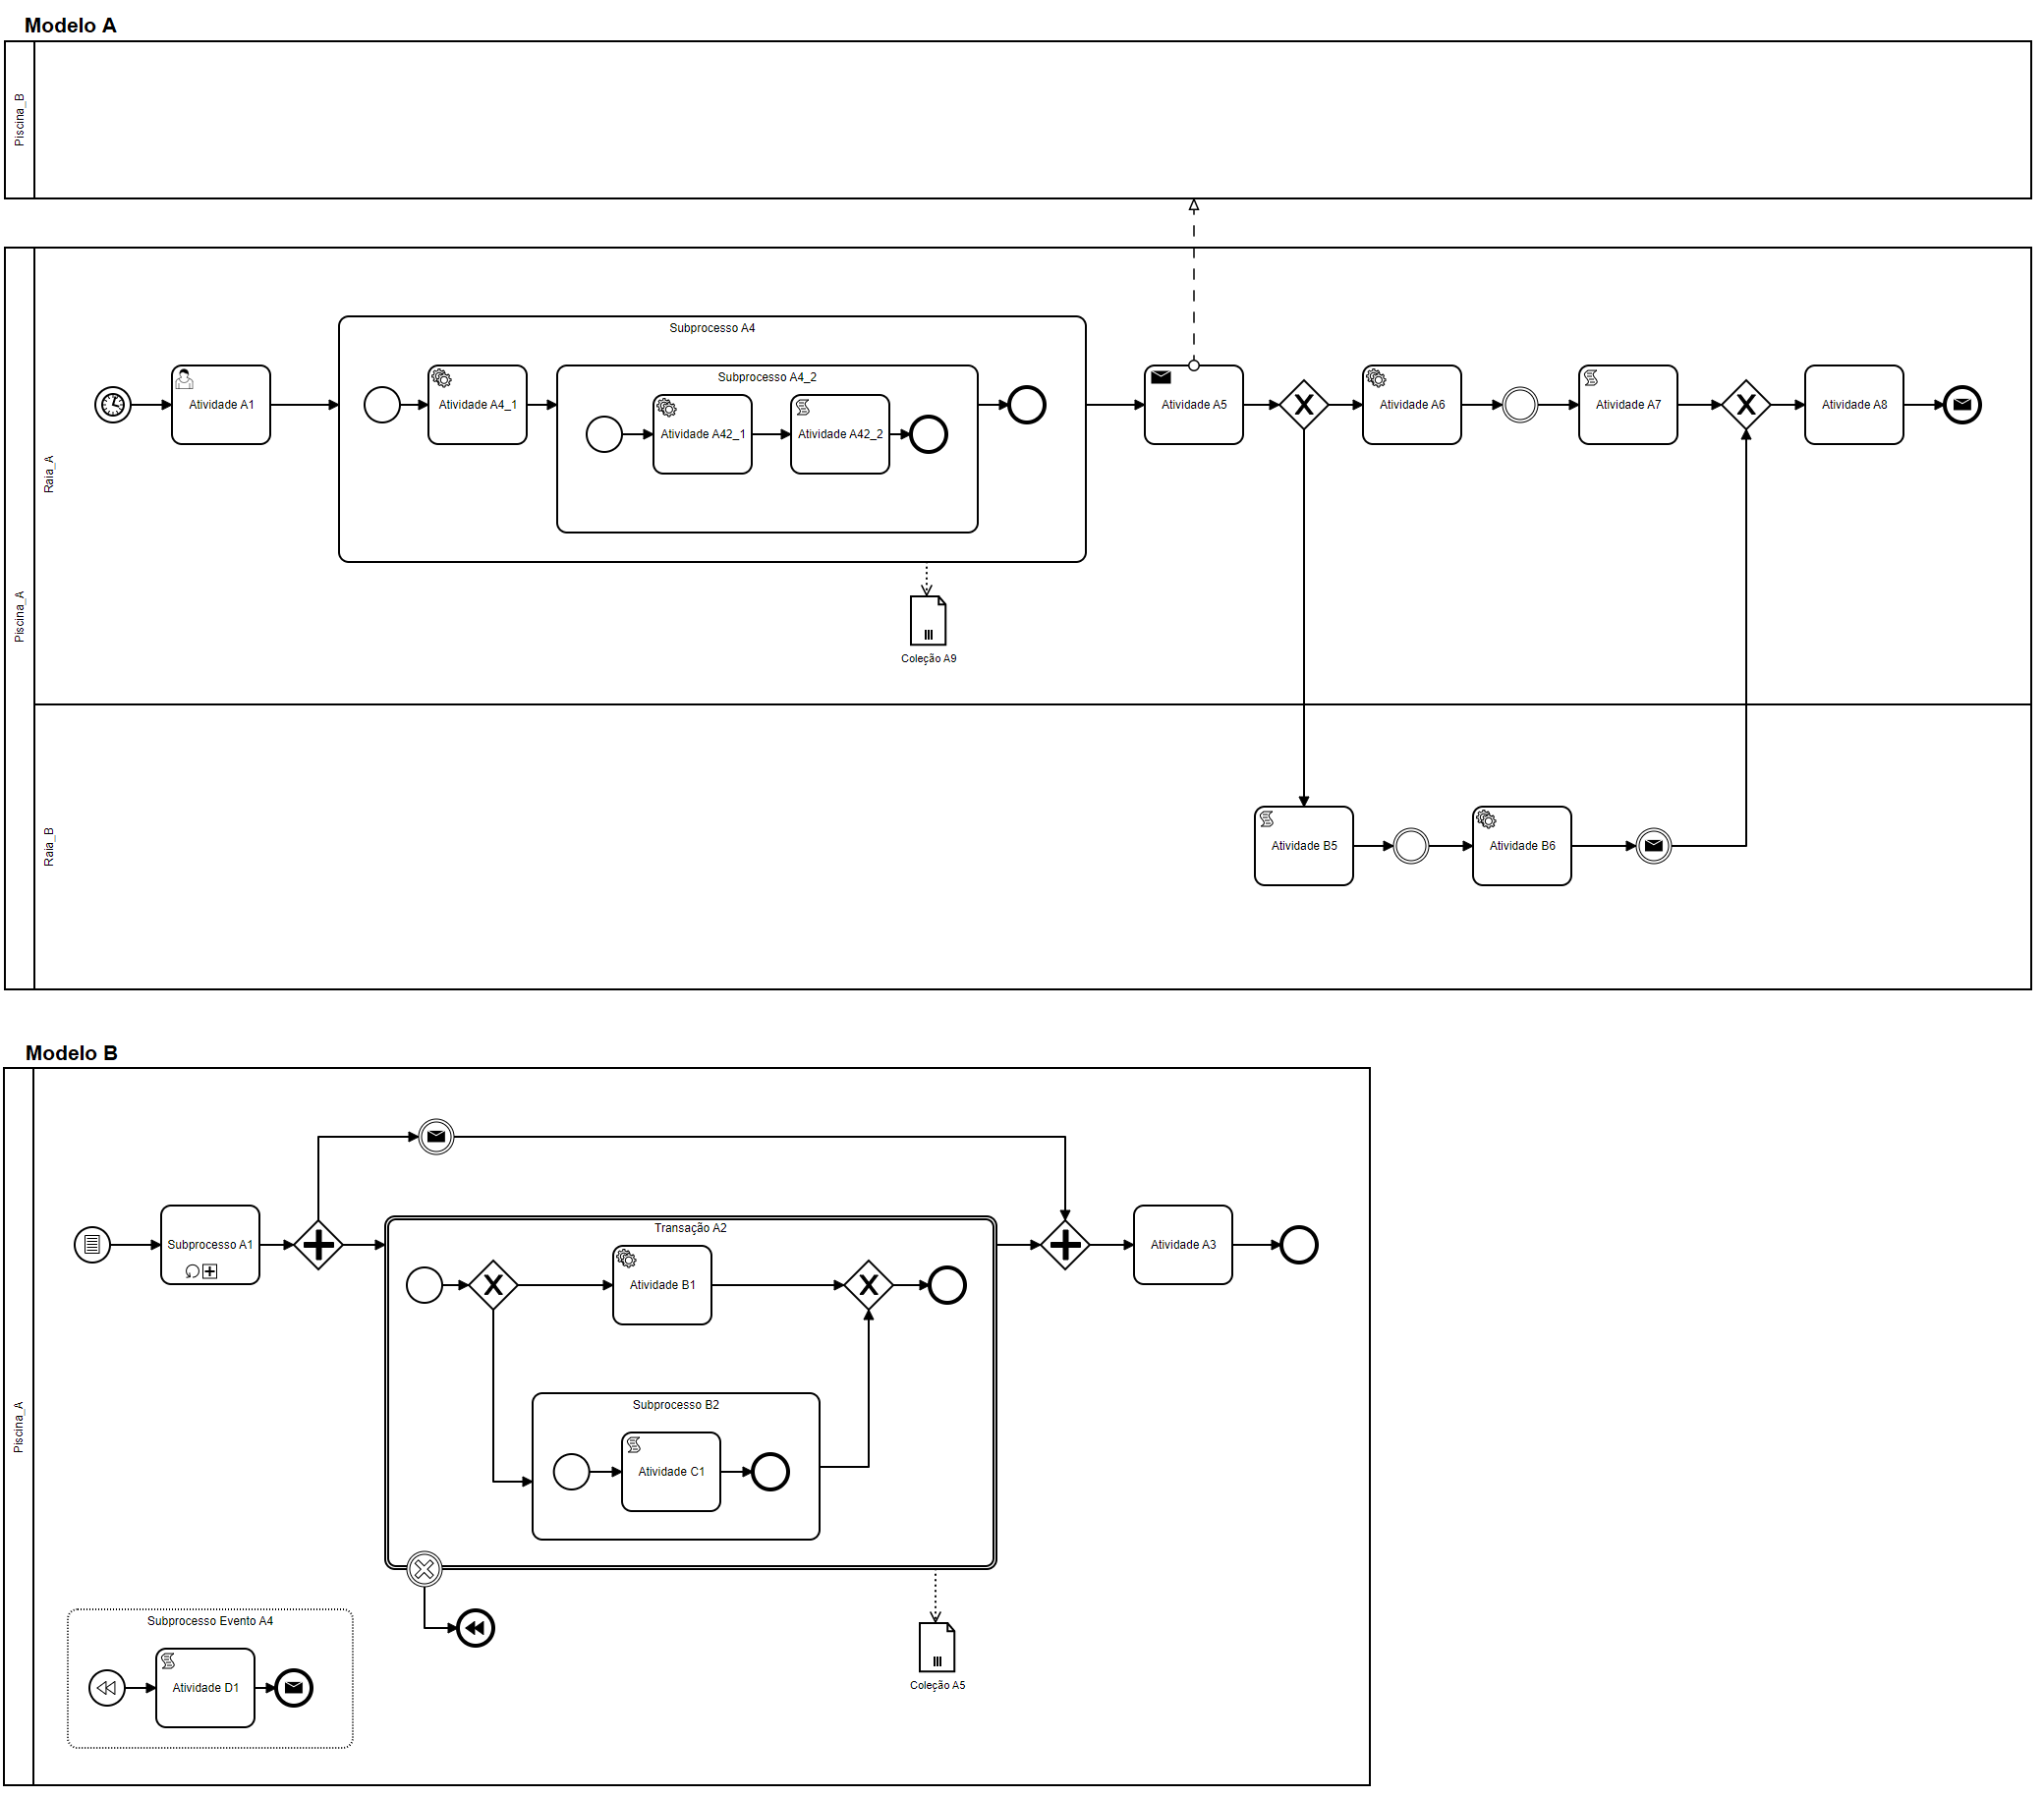 Modelo A
Piscina_B
Piscina_A
Raia_A
Subprocesso A4
Subprocesso A4_2
Atividade A1
Atividade A4_1
Atividade A42_1
Atividade A42_2
Atividade A5
Atividade A6
Atividade A7
Atividade A8
Coleção A9
Raia_B
Atividade B5
Atividade B6
Modelo B
Piscina_A
Subprocesso A1
Transação A2
Atividade B1
Atividade A3
Subprocesso B2
Atividade C1
Subprocesso Evento A4
Atividade D1
Coleção A5